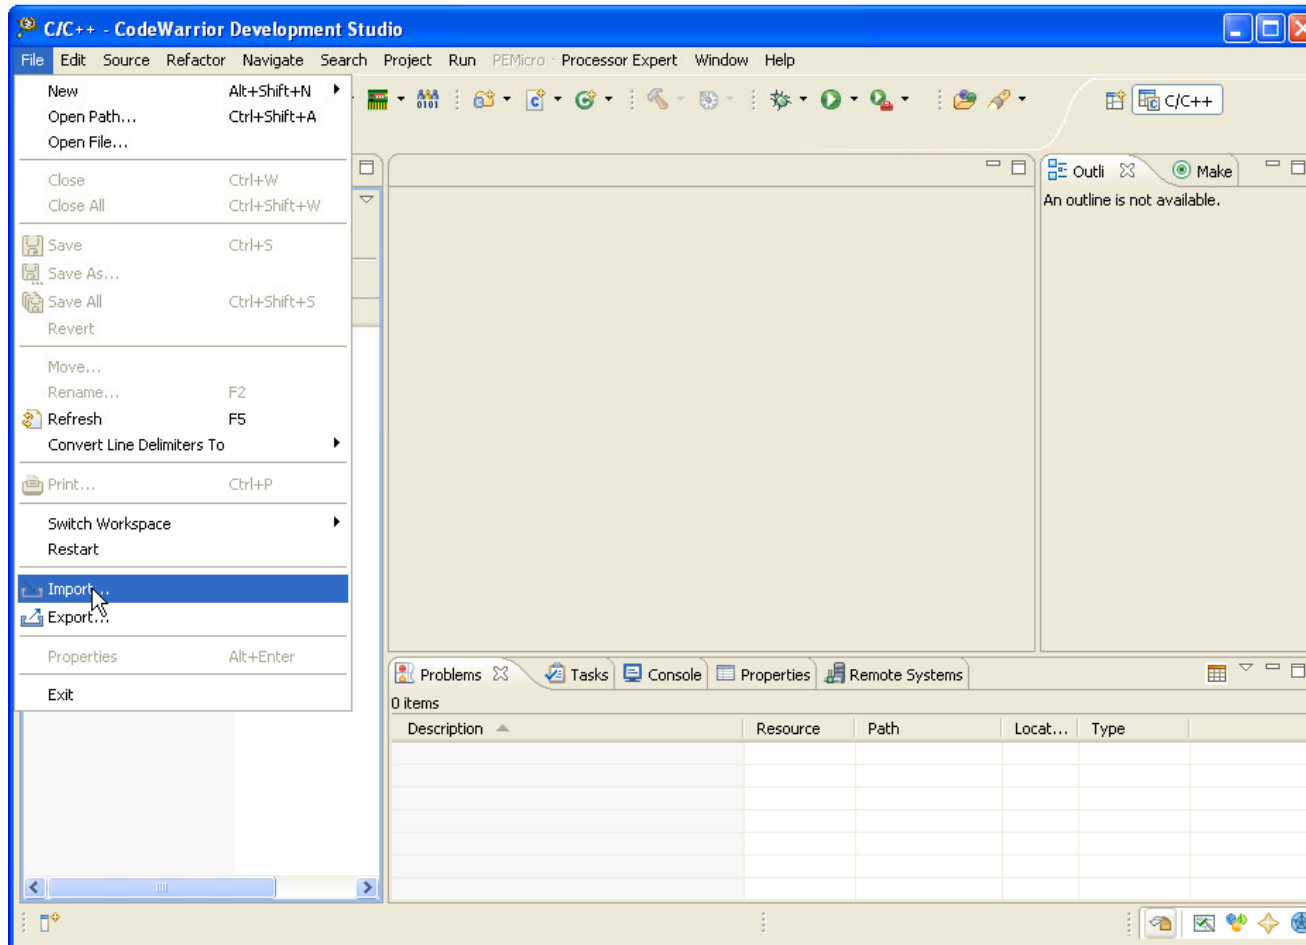 C/C++ - CodeWarrior Development Studio
File Edit Source Refactor Navigate Search Project Run PEMicro Processor Expert Window Help
New Alt+Shift+N
Open Path... Ctrl+Shift+A
Open File...
Close Ctrl+W
Close All Ctrl+Shift+W
Save Ctrl+S
Save As...
Save All Ctrl+Shift+S
Revert
Move...
Rename... F2
Refresh F5
Convert Line Delimiters To
Print... Ctrl+P
Switch Workspace
Restart
Import...
Export...
Properties Alt+Enter
Exit
0101
C/C++
Outli Make
An outline is not available.
Problems Tasks Console Properties Remote Systems
0 items
Description Resource Path Locat... Type